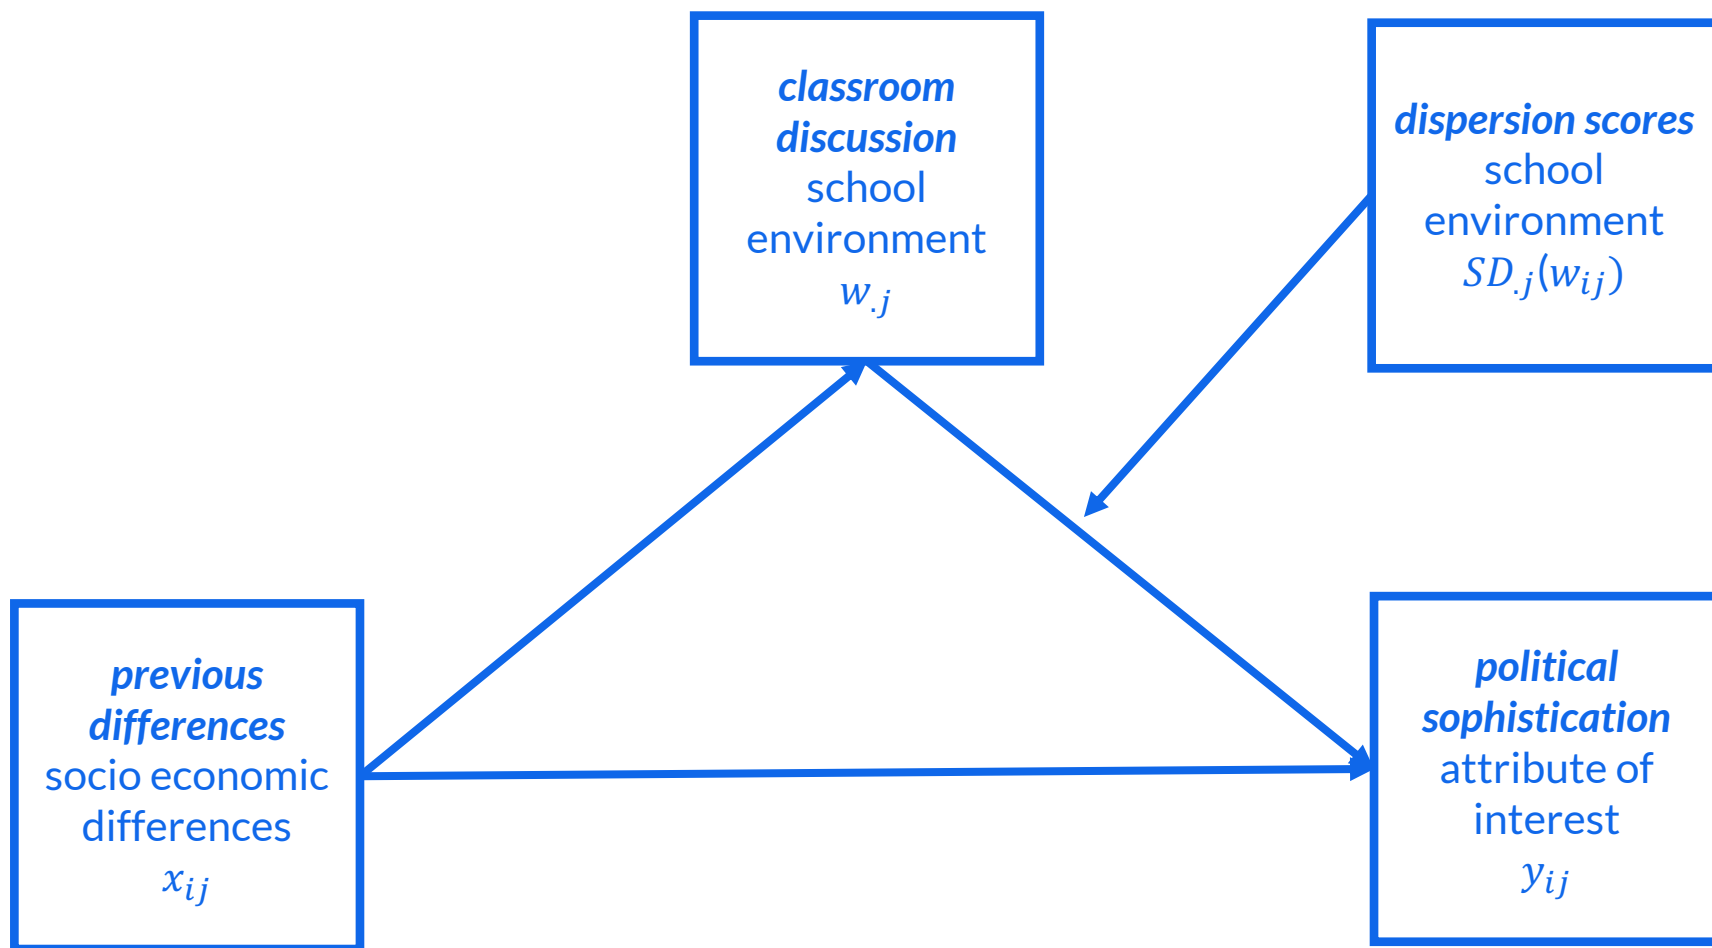 classroom
discussion
school
environment
w.j
dispersion scores
school
environment
SD.j(wij)
previous
differences
socio economic
differences
xij
political
sophistication
attribute of
interest
yij